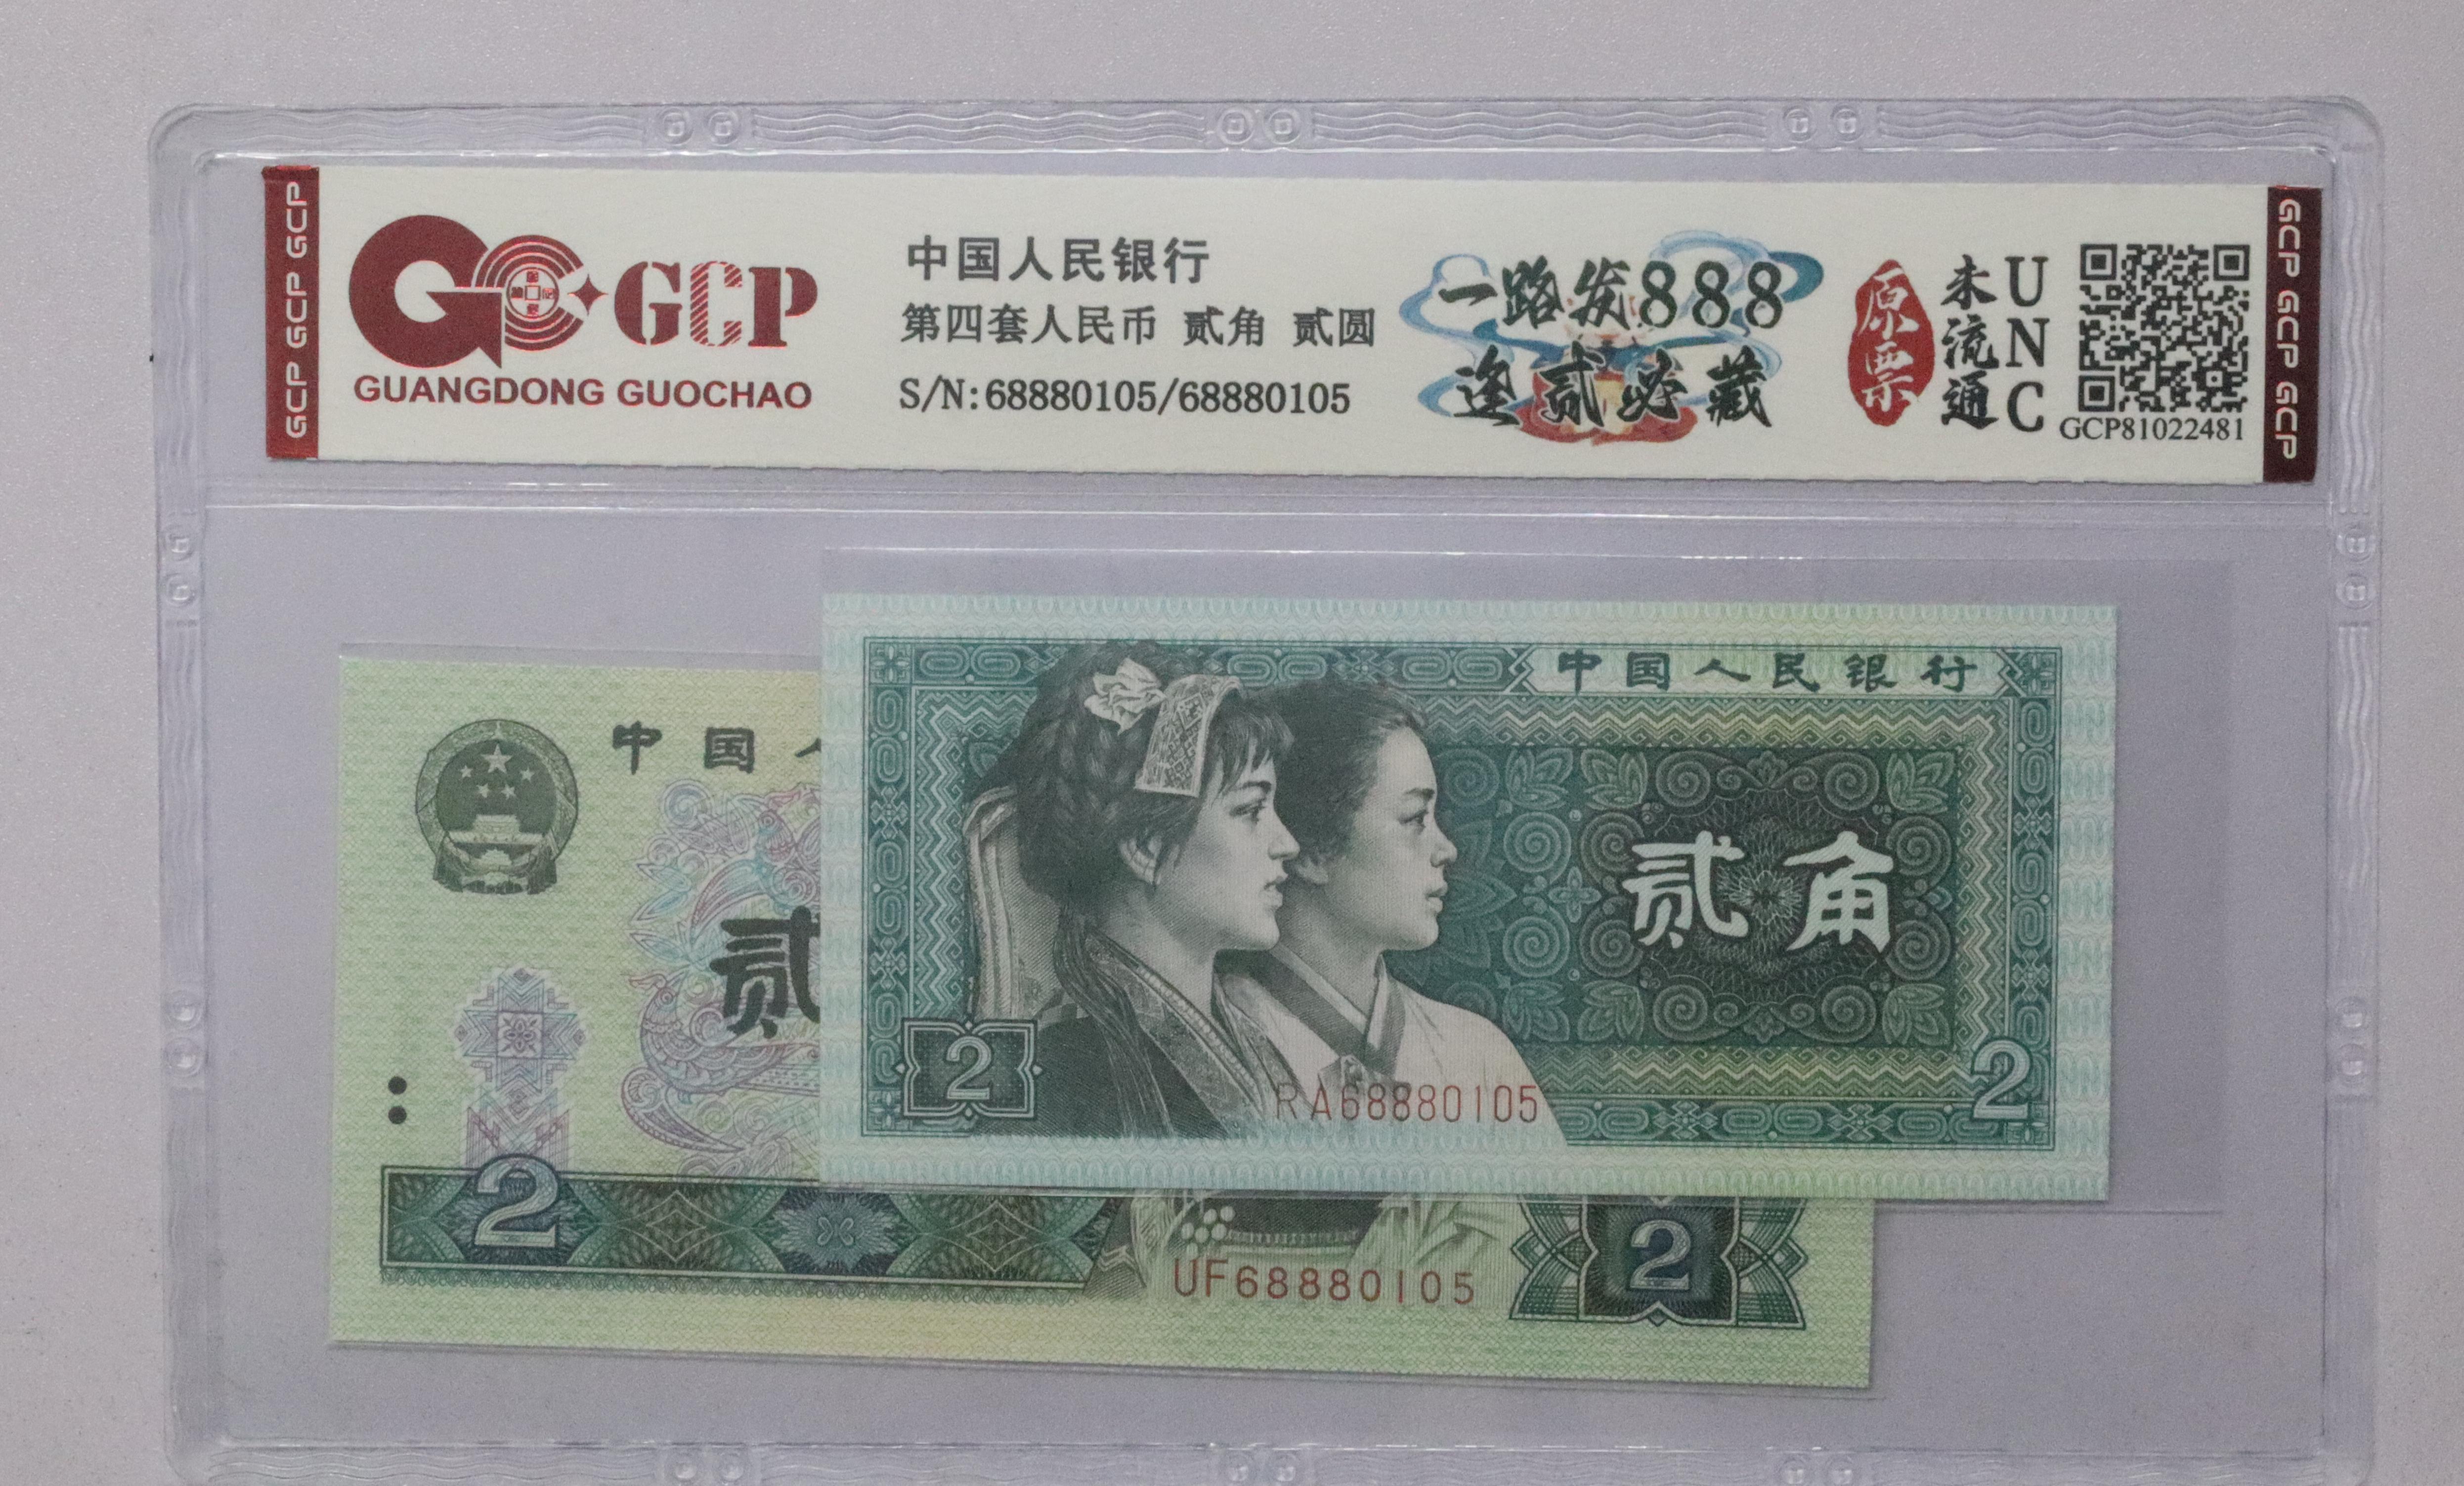 GCP GCP GCP
GCP
GUANGDONG GUOCHAO
中国人民银行
第四套人民币 贰角 贰圆
S/N:68880105/68880105
一路发888
逢贰必藏
原票
未流通
UNC
GCP81022481
GCP GCP GCP
中国人民银行
贰角
2
2
RA68880105
中国人
贰
2
2
UF68880105